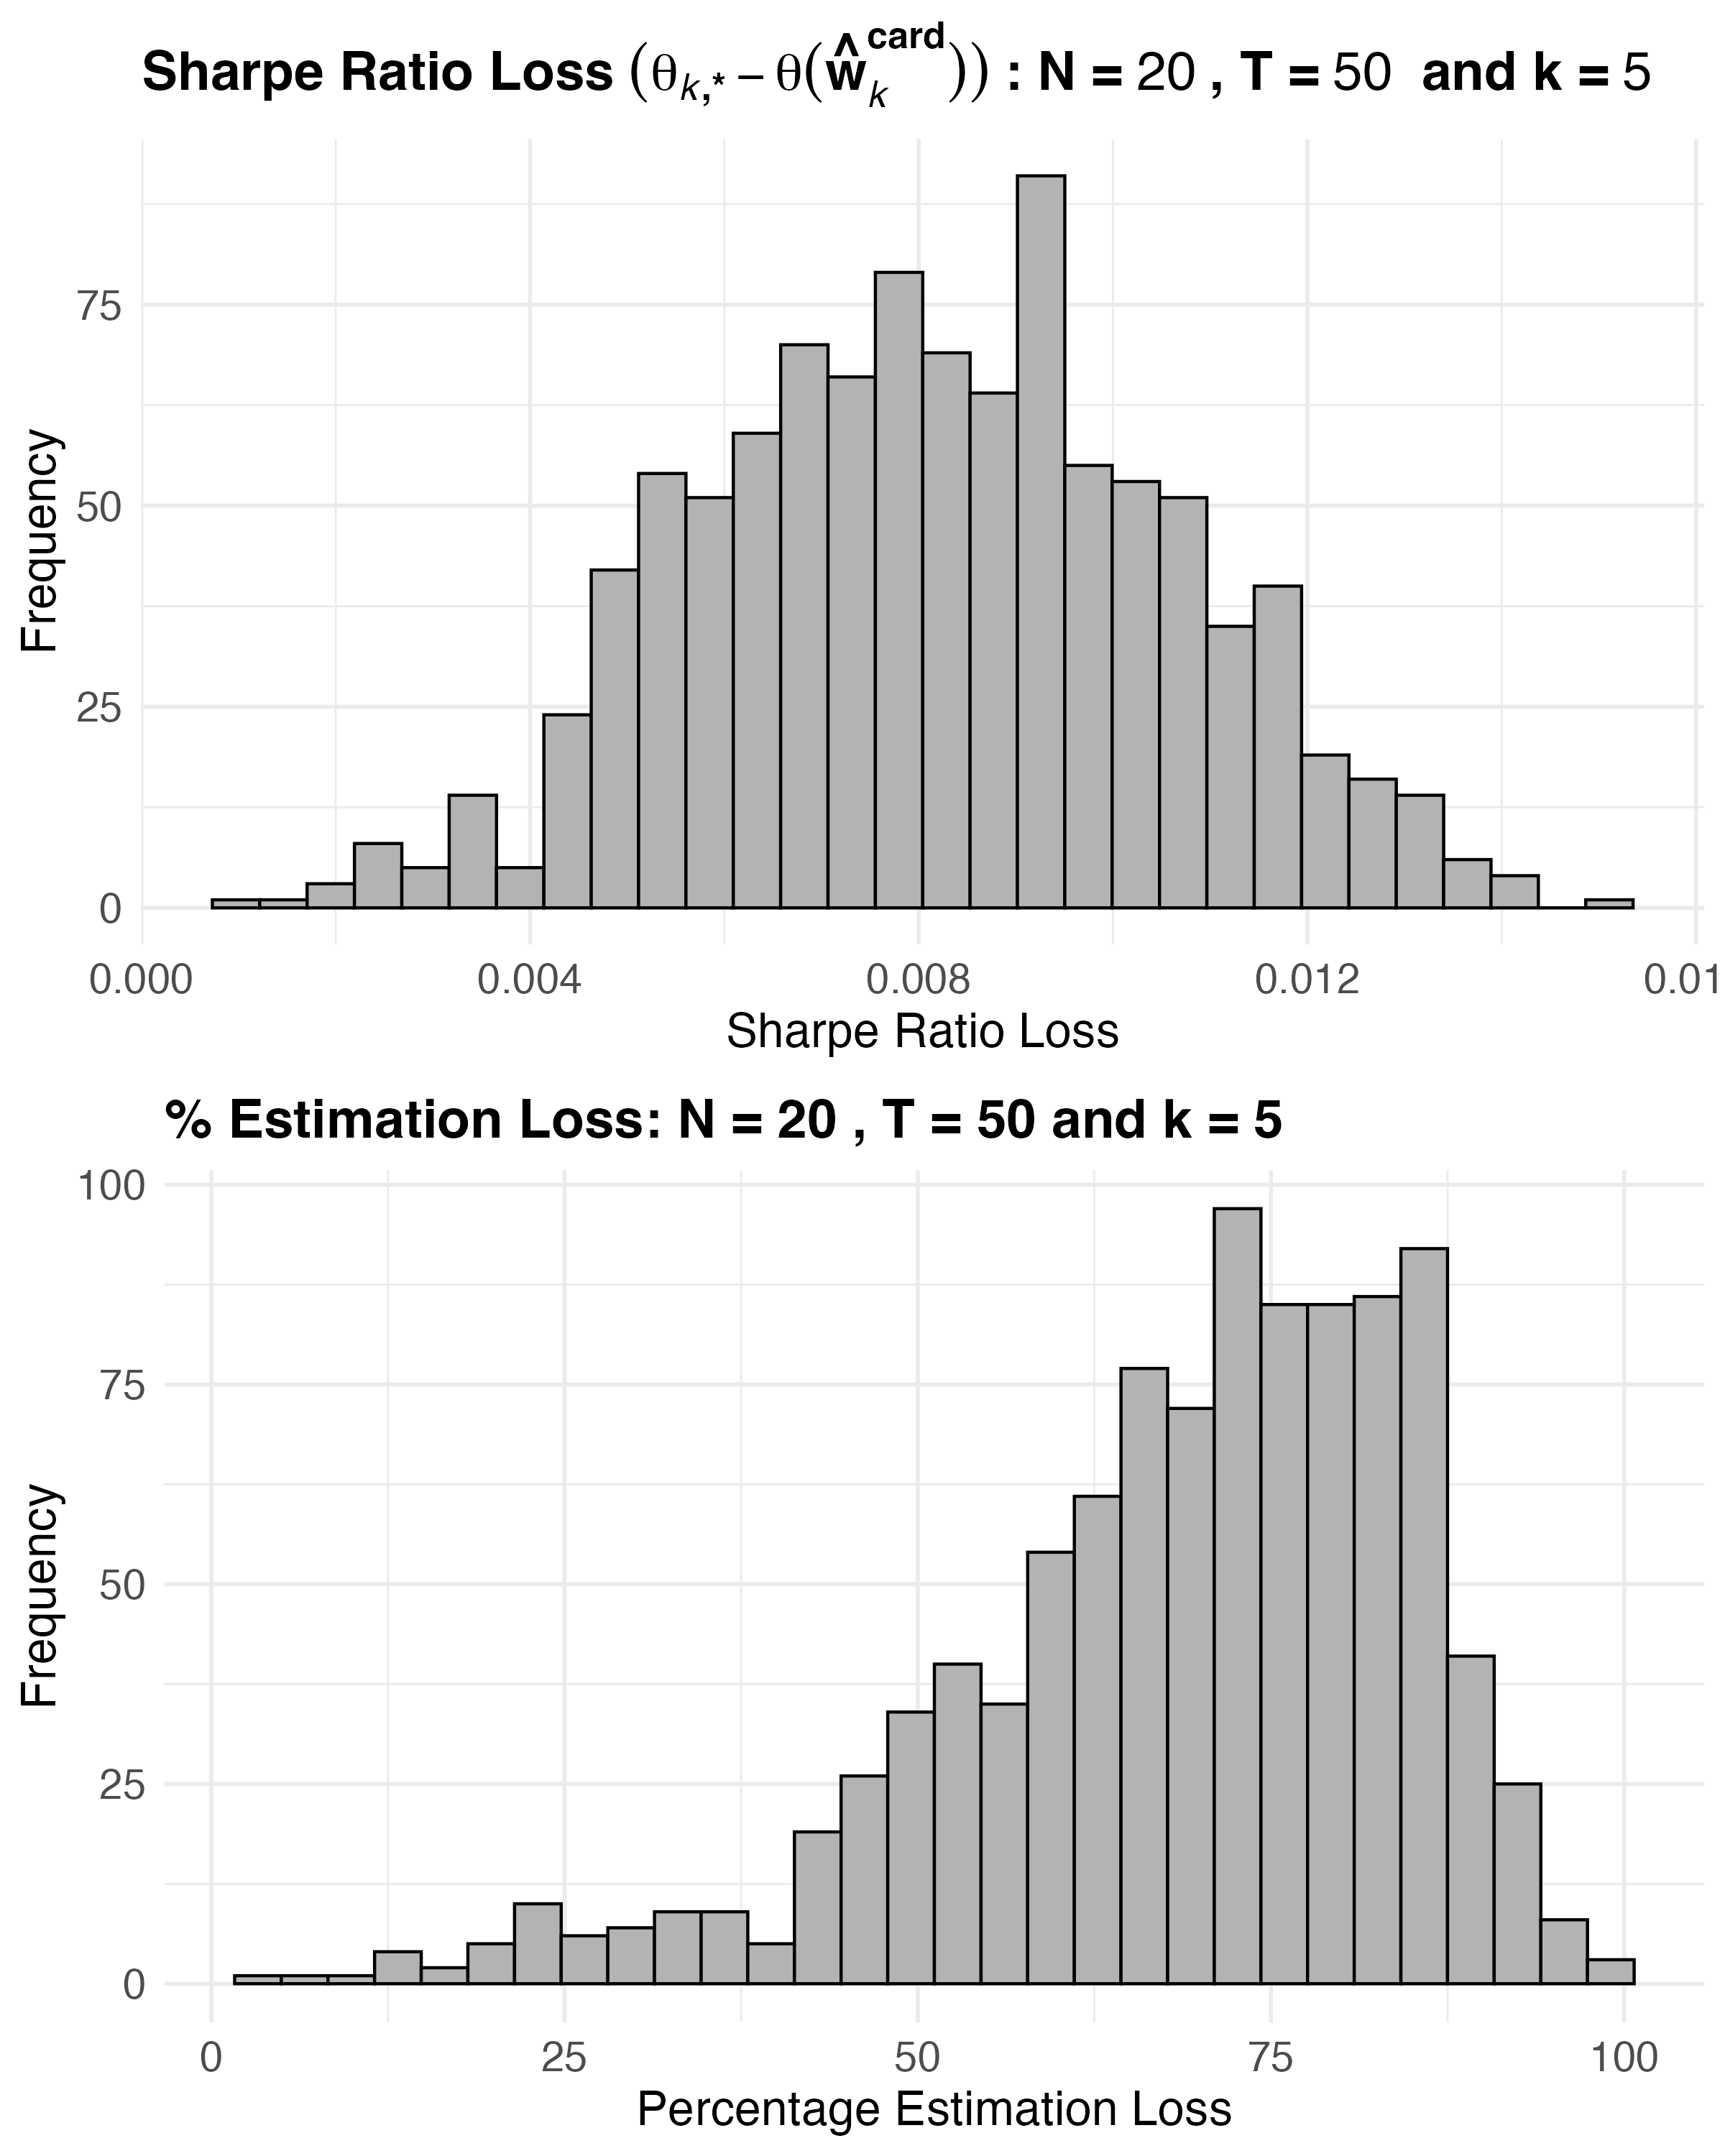 Sharpe Ratio Loss (θk,* − θ(ŵk^card)) : N = 20 , T = 50 and k = 5
75
50
25
0
Frequency
0.000 0.004 0.008 0.012 0.01
Sharpe Ratio Loss
% Estimation Loss: N = 20 , T = 50 and k = 5
100
75
50
25
0
Frequency
0 25 50 75 100
Percentage Estimation Loss